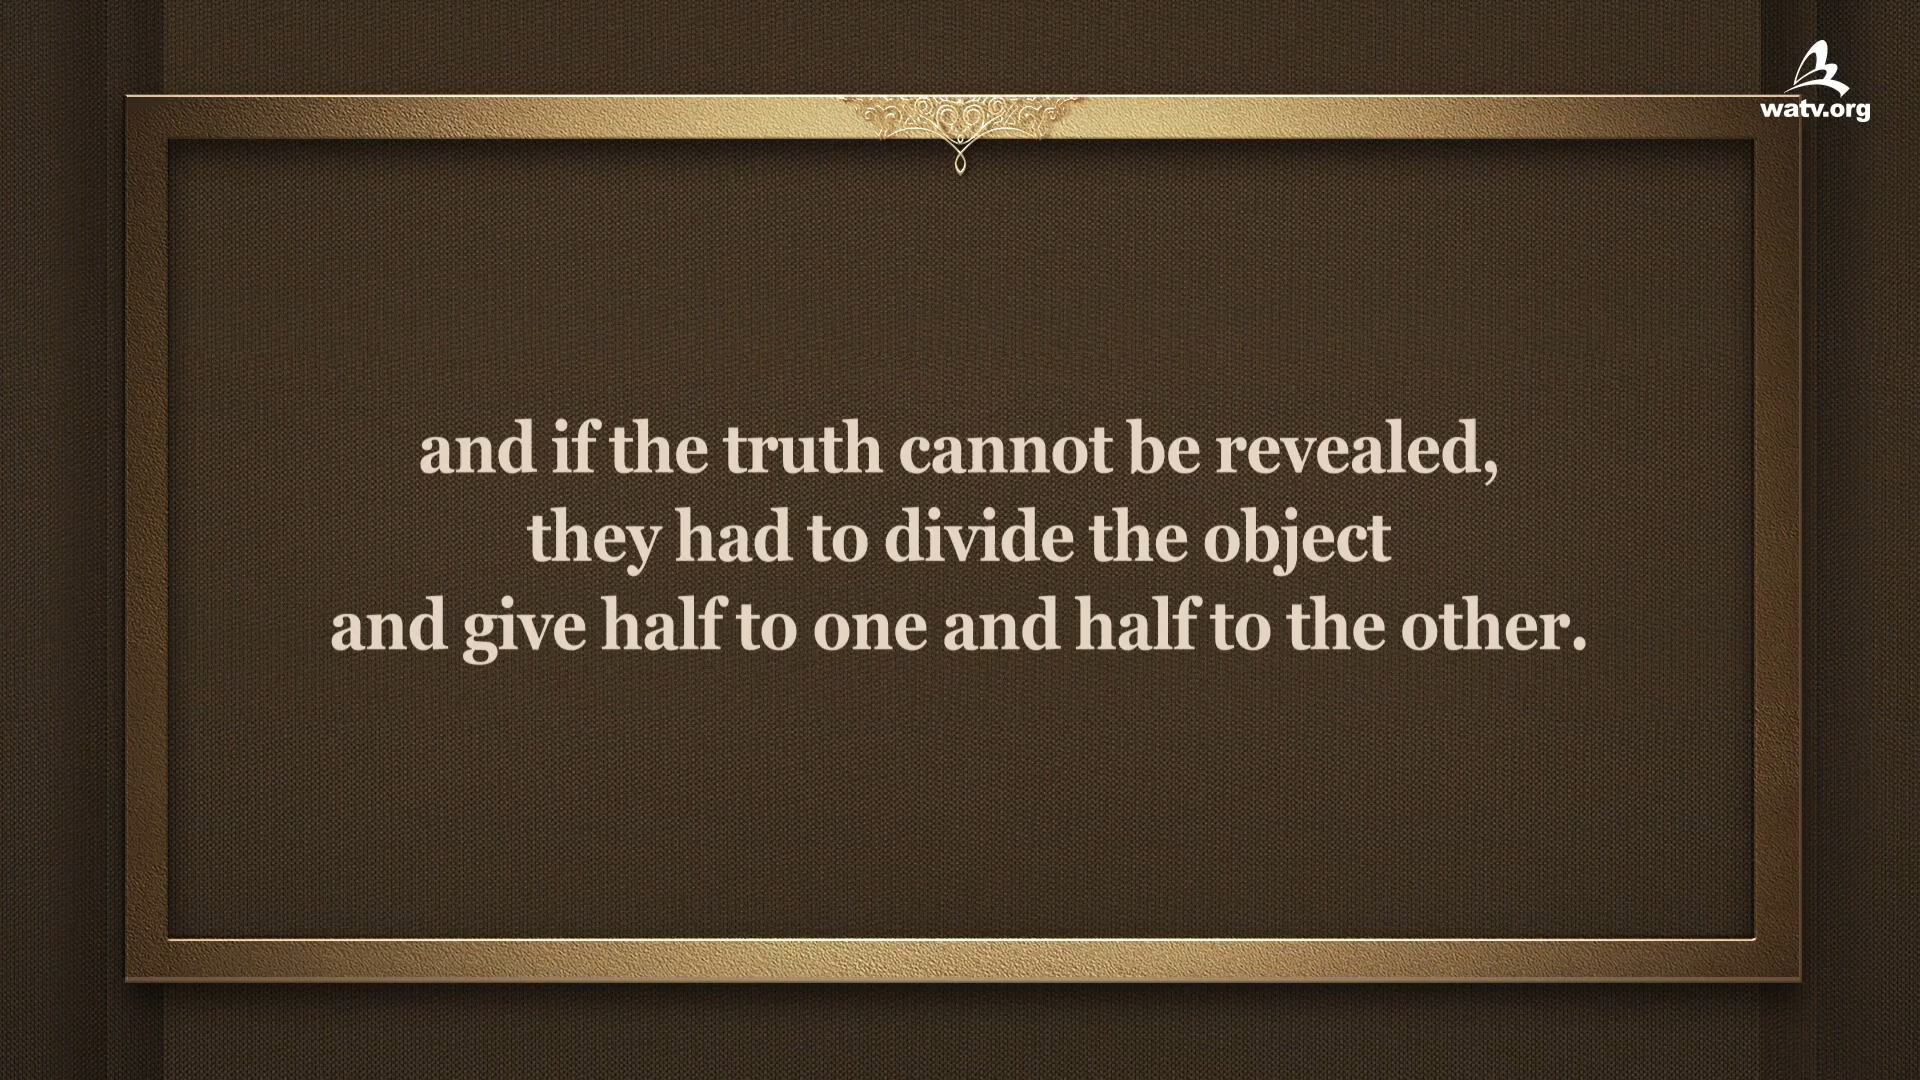 watv.org
and if the truth cannot be revealed,
they had to divide the object
and give half to one and half to the other.